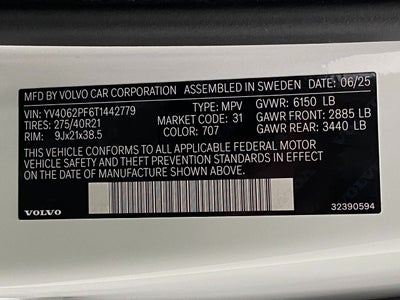 MFD BY VOLVO CAR CORPORATION ASSEMBLED IN SWEDEN DATE 06/25
VIN: YV4062PF6T1442779 TYPE: MPV GVWR: 6150 LB
TIRES: 275/40R21 MARKET CODE: 31 GAWR FRONT: 2885 LB
RIM: 9Jx21x38.5 COLOR: 707 GAWR REAR: 3440 LB
THIS VEHICLE CONFORMS TO ALL APPLICABLE FEDERAL MOTOR
VEHICLE SAFETY AND THEFT PREVENTION STANDARDS IN EFFECT ON THE
DATE OF MANUFACTURE SHOWN ABOVE.
VOLVO 32390594